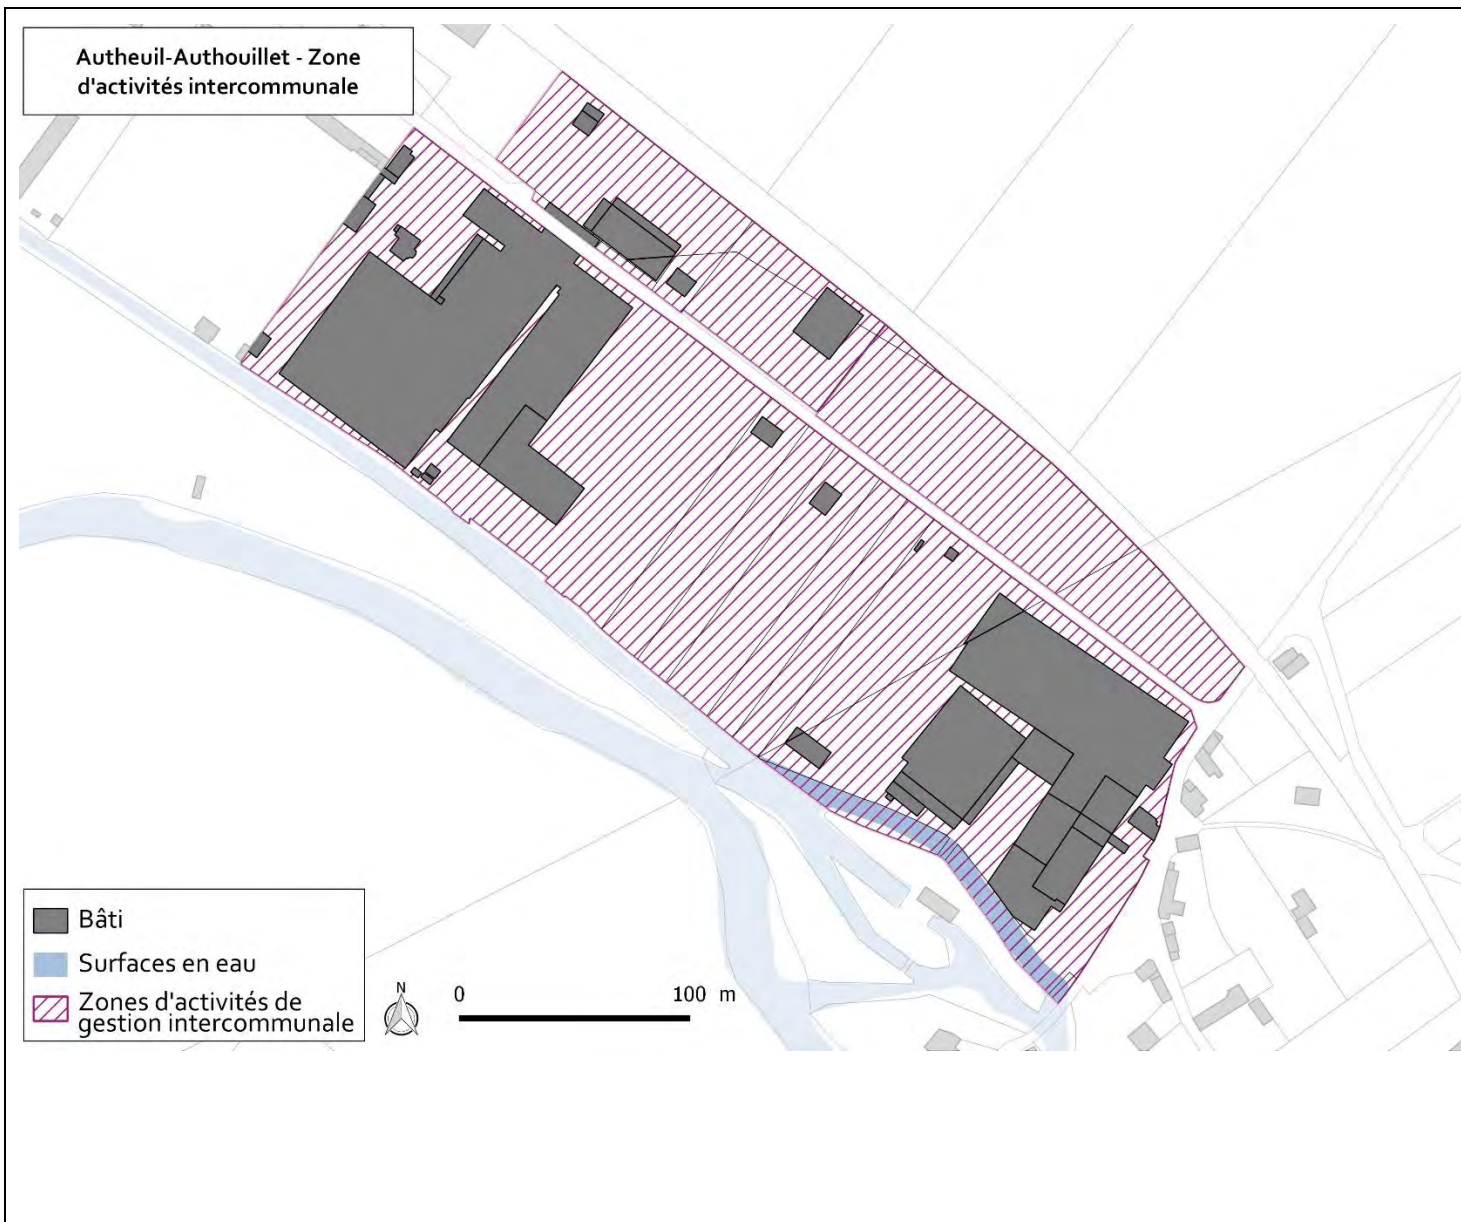 Autheuil-Authouillet - Zone
d'activités intercommunale
Bâti
Surfaces en eau
Zones d'activités de
gestion intercommunale
N
0 100 m